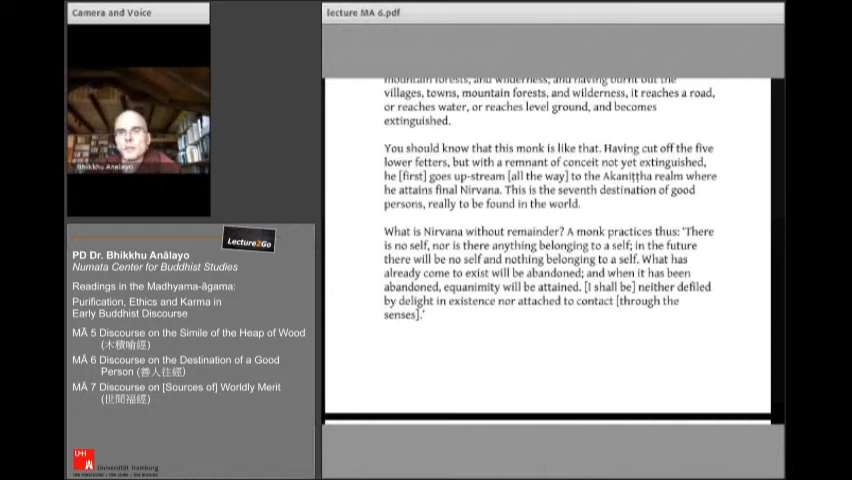 Camera and Voice
Bhikkhu Anālayo
Lecture2Go
PD Dr. Bhikkhu Anālayo
Numata Center for Buddhist Studies
Readings in the Madhyama-āgama:
Purification, Ethics and Karma in
Early Buddhist Discourse
MĀ 5 Discourse on the Simile of the Heap of Wood
(木積喻經)
MĀ 6 Discourse on the Destination of a Good
Person (善人往經)
MĀ 7 Discourse on [Sources of] Worldly Merit
(世間福經)
UH
Universität Hamburg
lecture MA 6.pdf
mountain forests, and wilderness, and having burnt out the
villages, towns, mountain forests, and wilderness, it reaches a road,
or reaches water, or reaches level ground, and becomes
extinguished.
You should know that this monk is like that. Having cut off the five
lower fetters, but with a remnant of conceit not yet extinguished,
he [first] goes up-stream [all the way] to the Akaniṭṭha realm where
he attains final Nirvana. This is the seventh destination of good
persons, really to be found in the world.
What is Nirvana without remainder? A monk practices thus: 'There
is no self, nor is there anything belonging to a self; in the future
there will be no self and nothing belonging to a self. What has
already come to exist will be abandoned; and when it has been
abandoned, equanimity will be attained. [I shall be] neither defiled
by delight in existence nor attached to contact [through the
senses].'